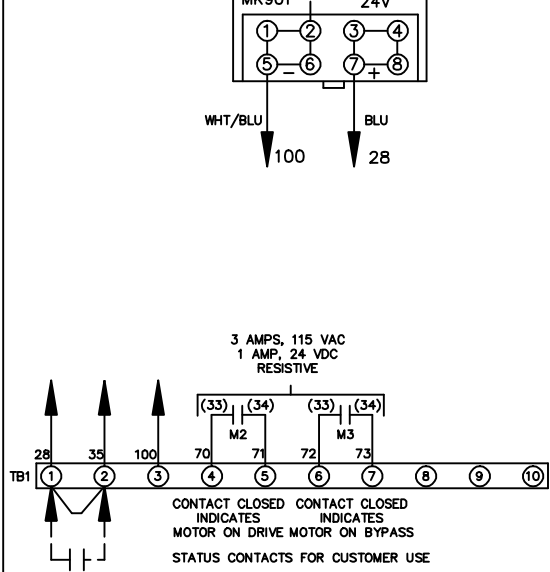 MK901 24V
1 2 3 4
5 - 6 7 + 8
WHT/BLU BLU
100 28
3 AMPS, 115 VAC
1 AMP, 24 VDC
RESISTIVE
(33) (34) (33) (34)
M2 M3
28 35 100 70 71 72 73
TB1 1 2 3 4 5 6 7 8 9 10
CONTACT CLOSED CONTACT CLOSED
INDICATES INDICATES
MOTOR ON DRIVE MOTOR ON BYPASS
STATUS CONTACTS FOR CUSTOMER USE